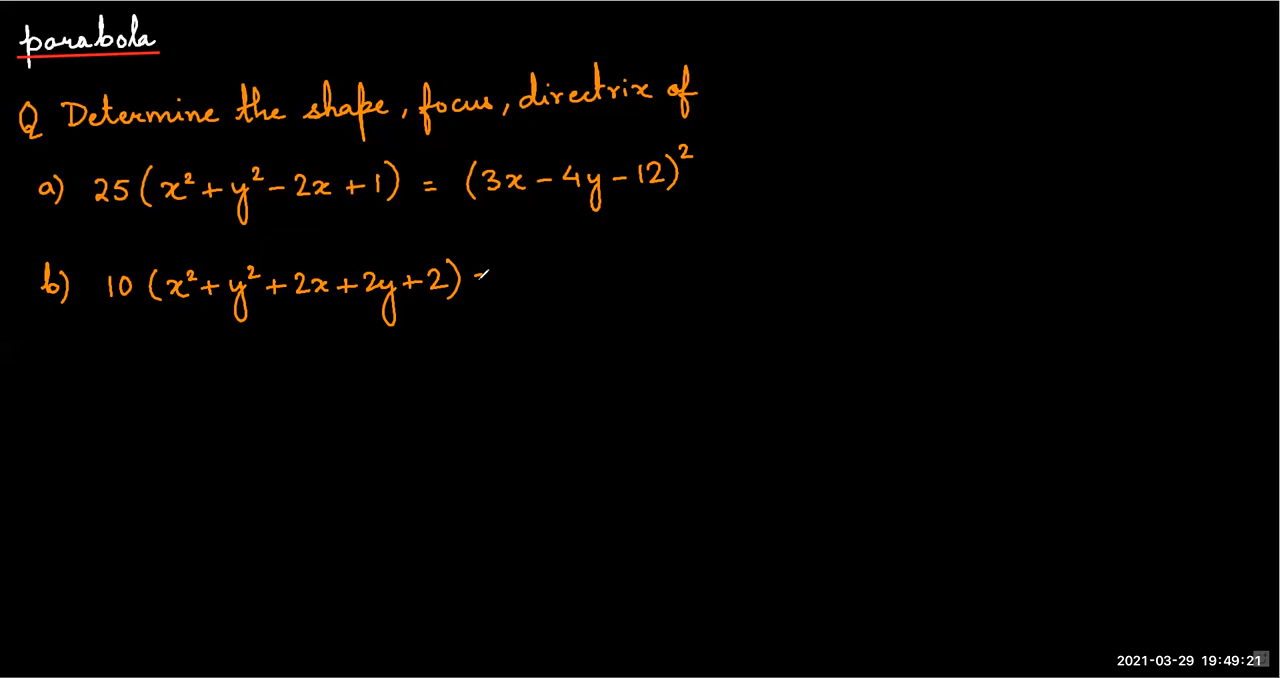 parabola
Q Determine the shape, focus, directrix of
a) 25(x² + y² - 2x + 1) = (3x - 4y - 12)²
b) 10 (x² + y² + 2x + 2y + 2) -
2021-03-29 19:49:21